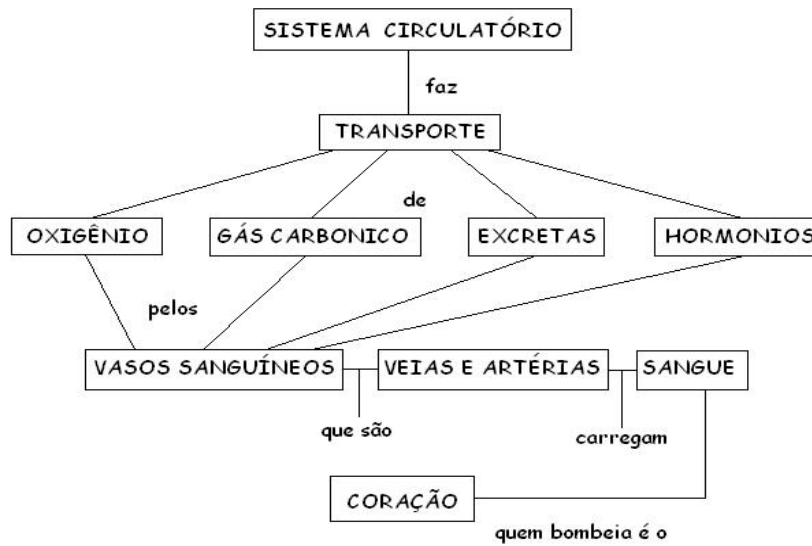 SISTEMA CIRCULATÓRIO
faz
TRANSPORTE
de
OXIGÊNIO
GÁS CARBONICO
EXCRETAS
HORMONIOS
pelos
VASOS SANGUÍNEOS
VEIAS E ARTÉRIAS
SANGUE
que são
carregam
CORAÇÃO
quem bombeia é o